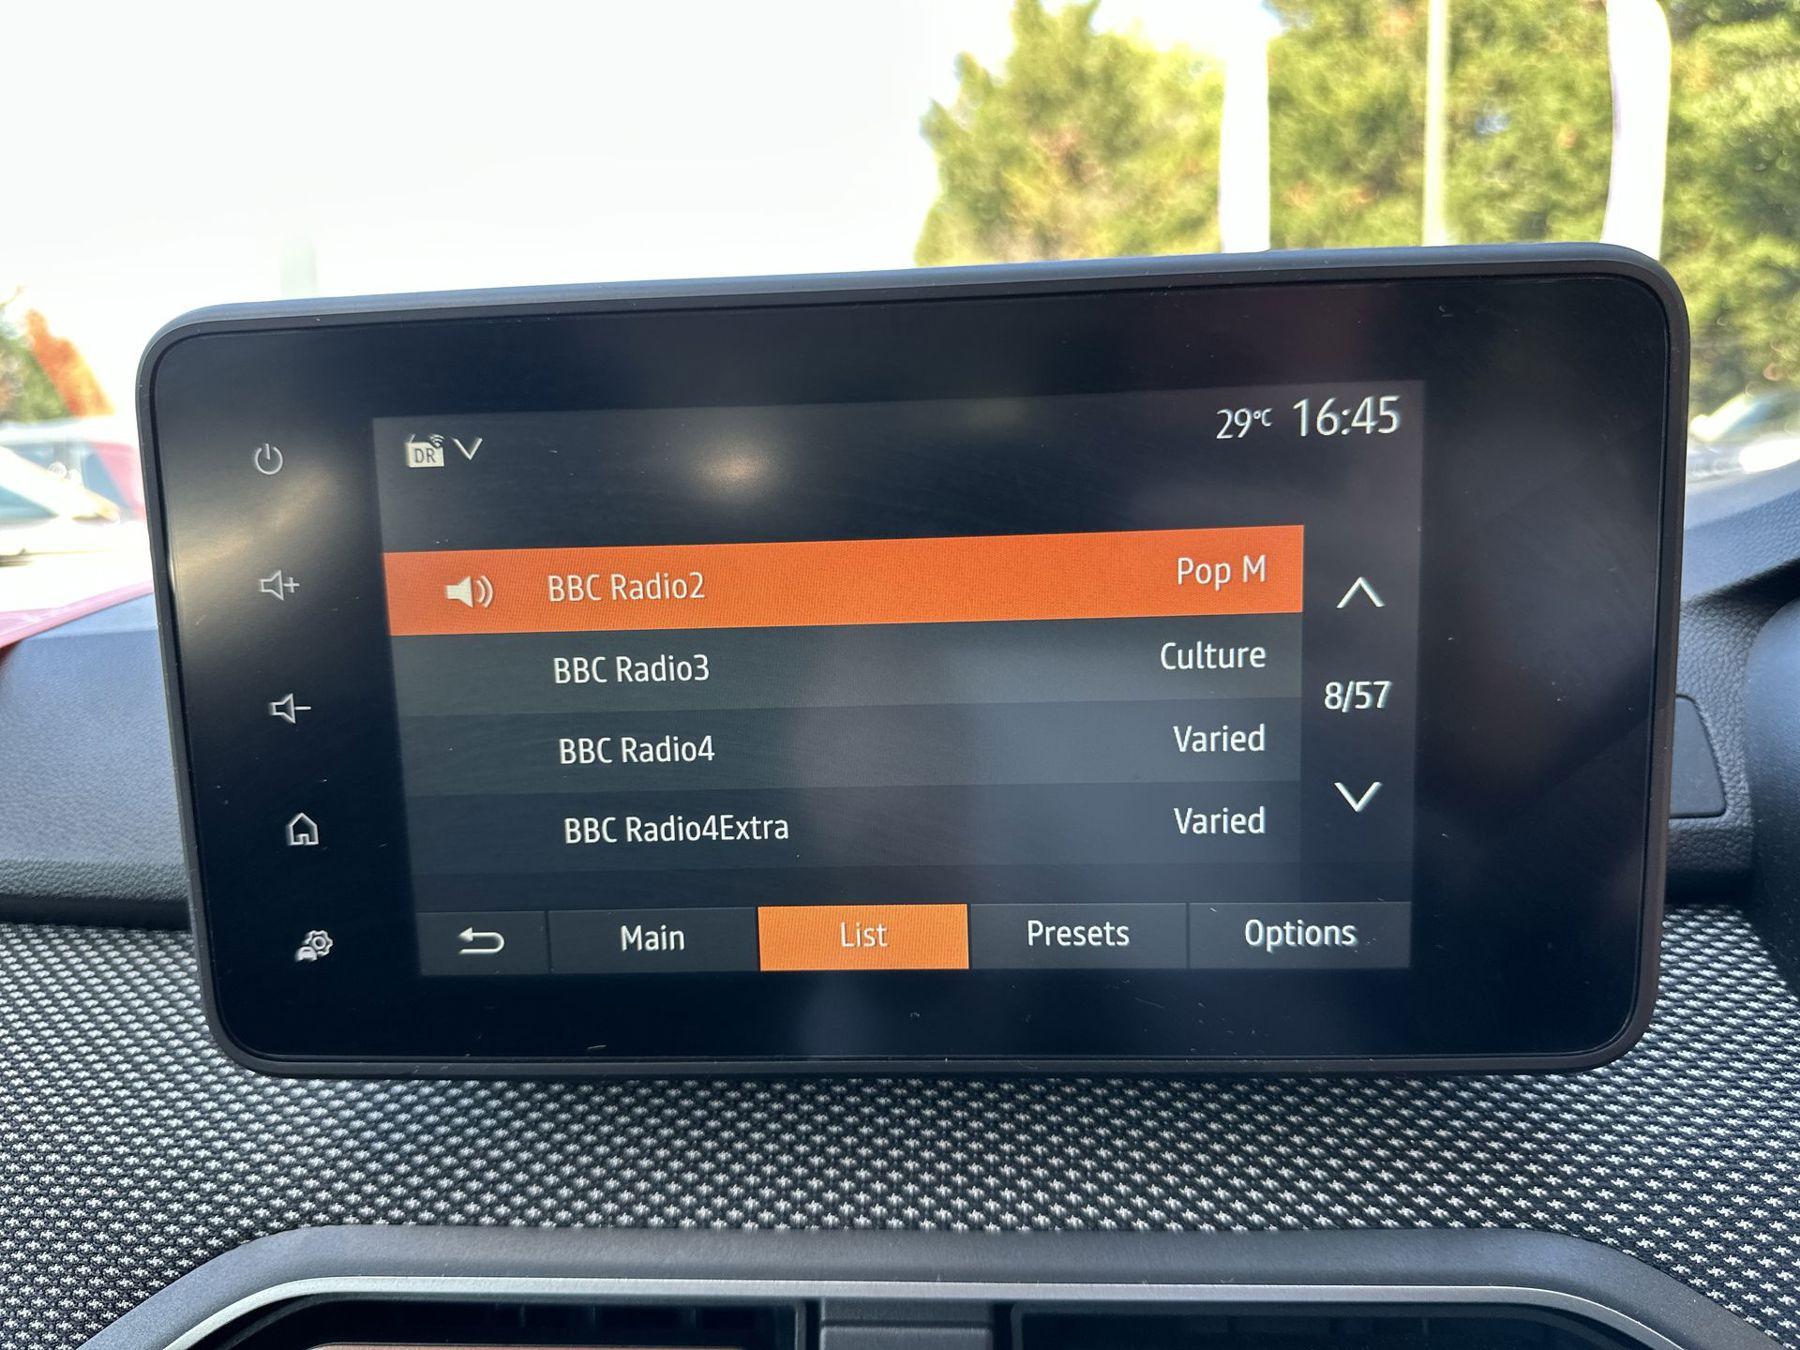 DR 29°C 16:45
BBC Radio2 Pop M
BBC Radio3 Culture
8/57
BBC Radio4 Varied
BBC Radio4Extra Varied
Main List Presets Options